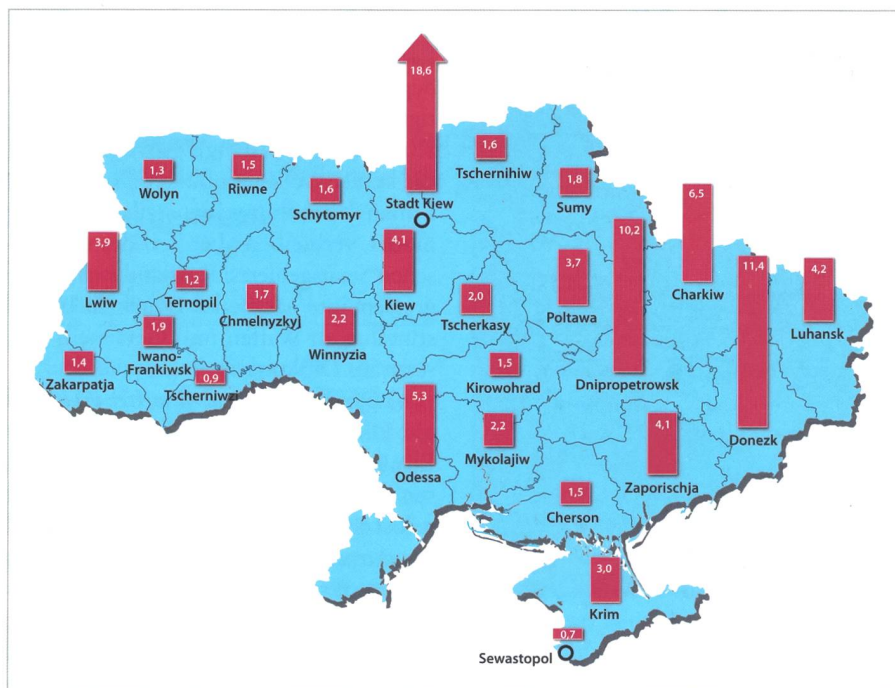 18,6
Stadt Kiew
1,3
Wolyn
1,5
Riwne
1,6
Schytomyr
1,6
Tschernihiw
1,8
Sumy
3,9
Lwiw
1,2
Ternopil
1,7
Chmelnyzkyj
4,1
Kiew
2,0
Tscherkasy
3,7
Poltawa
10,2
Dnipropetrowsk
6,5
Charkiw
11,4
Donezk
4,2
Luhansk
1,4
Zakarpatja
1,9
Iwano-
Frankiwsk
0,9
Tscherniwzi
2,2
Winnyzia
1,5
Kirowohrad
5,3
Odessa
2,2
Mykolajiw
4,1
Zaporischja
1,5
Cherson
3,0
Krim
0,7
Sewastopol